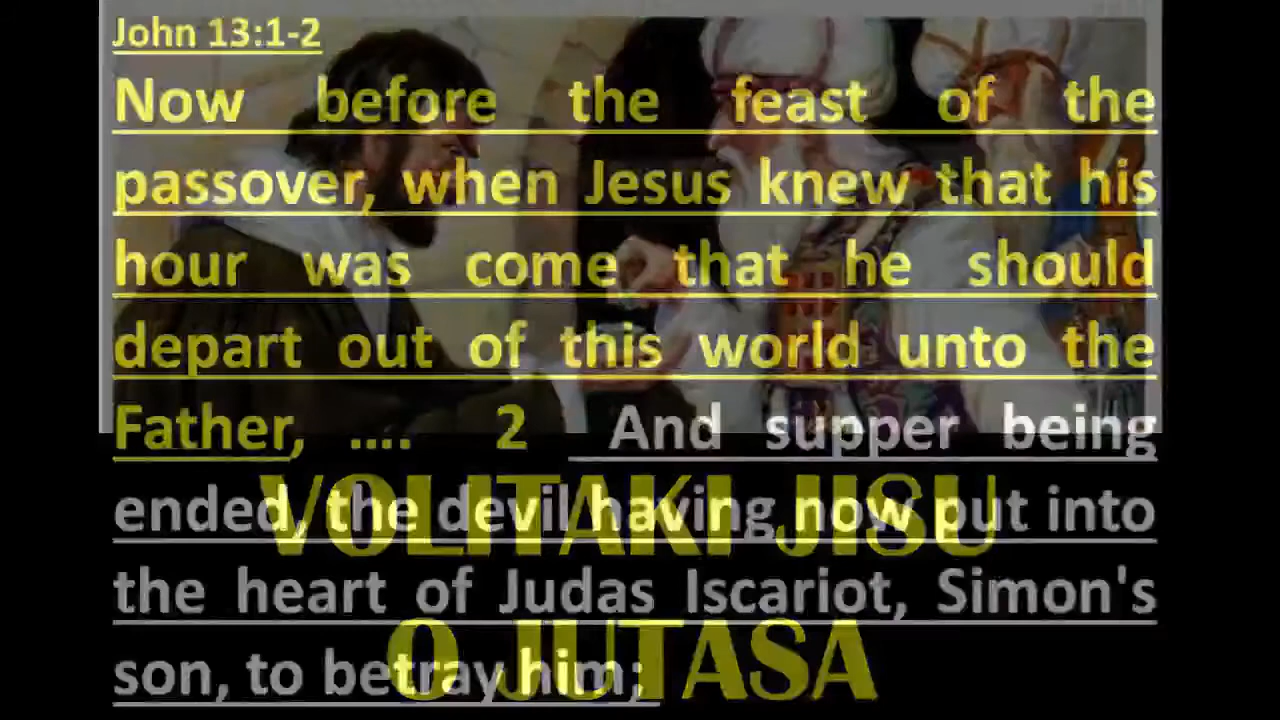 John 13:1-2
Now before the feast of the
passover, when Jesus knew that his
hour was come that he should
depart out of this world unto the
Father, .... 2 And supper being
ended, the devil having now put into
the heart of Judas Iscariot, Simon's
son, to betray him;
VOLITAKI JISU
O JUTASA